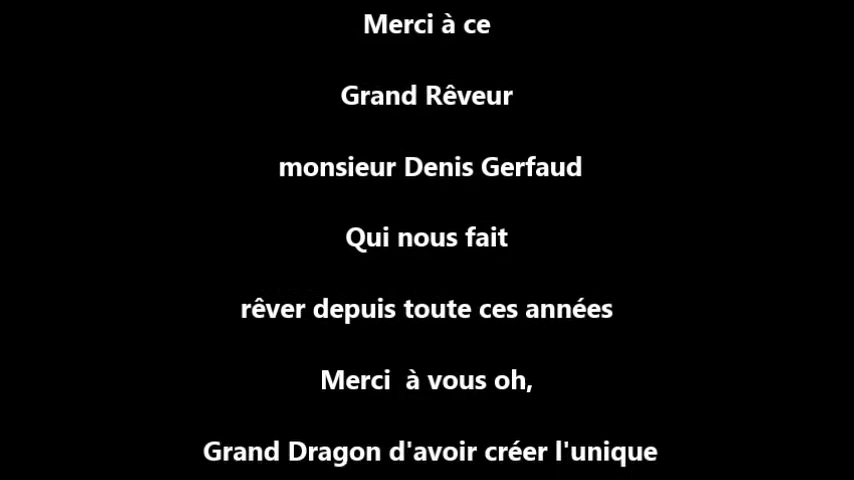 Merci à ce
Grand Rêveur
monsieur Denis Gerfaud
Qui nous fait
rêver depuis toute ces années
Merci  à vous oh,
Grand Dragon d'avoir créer l'unique